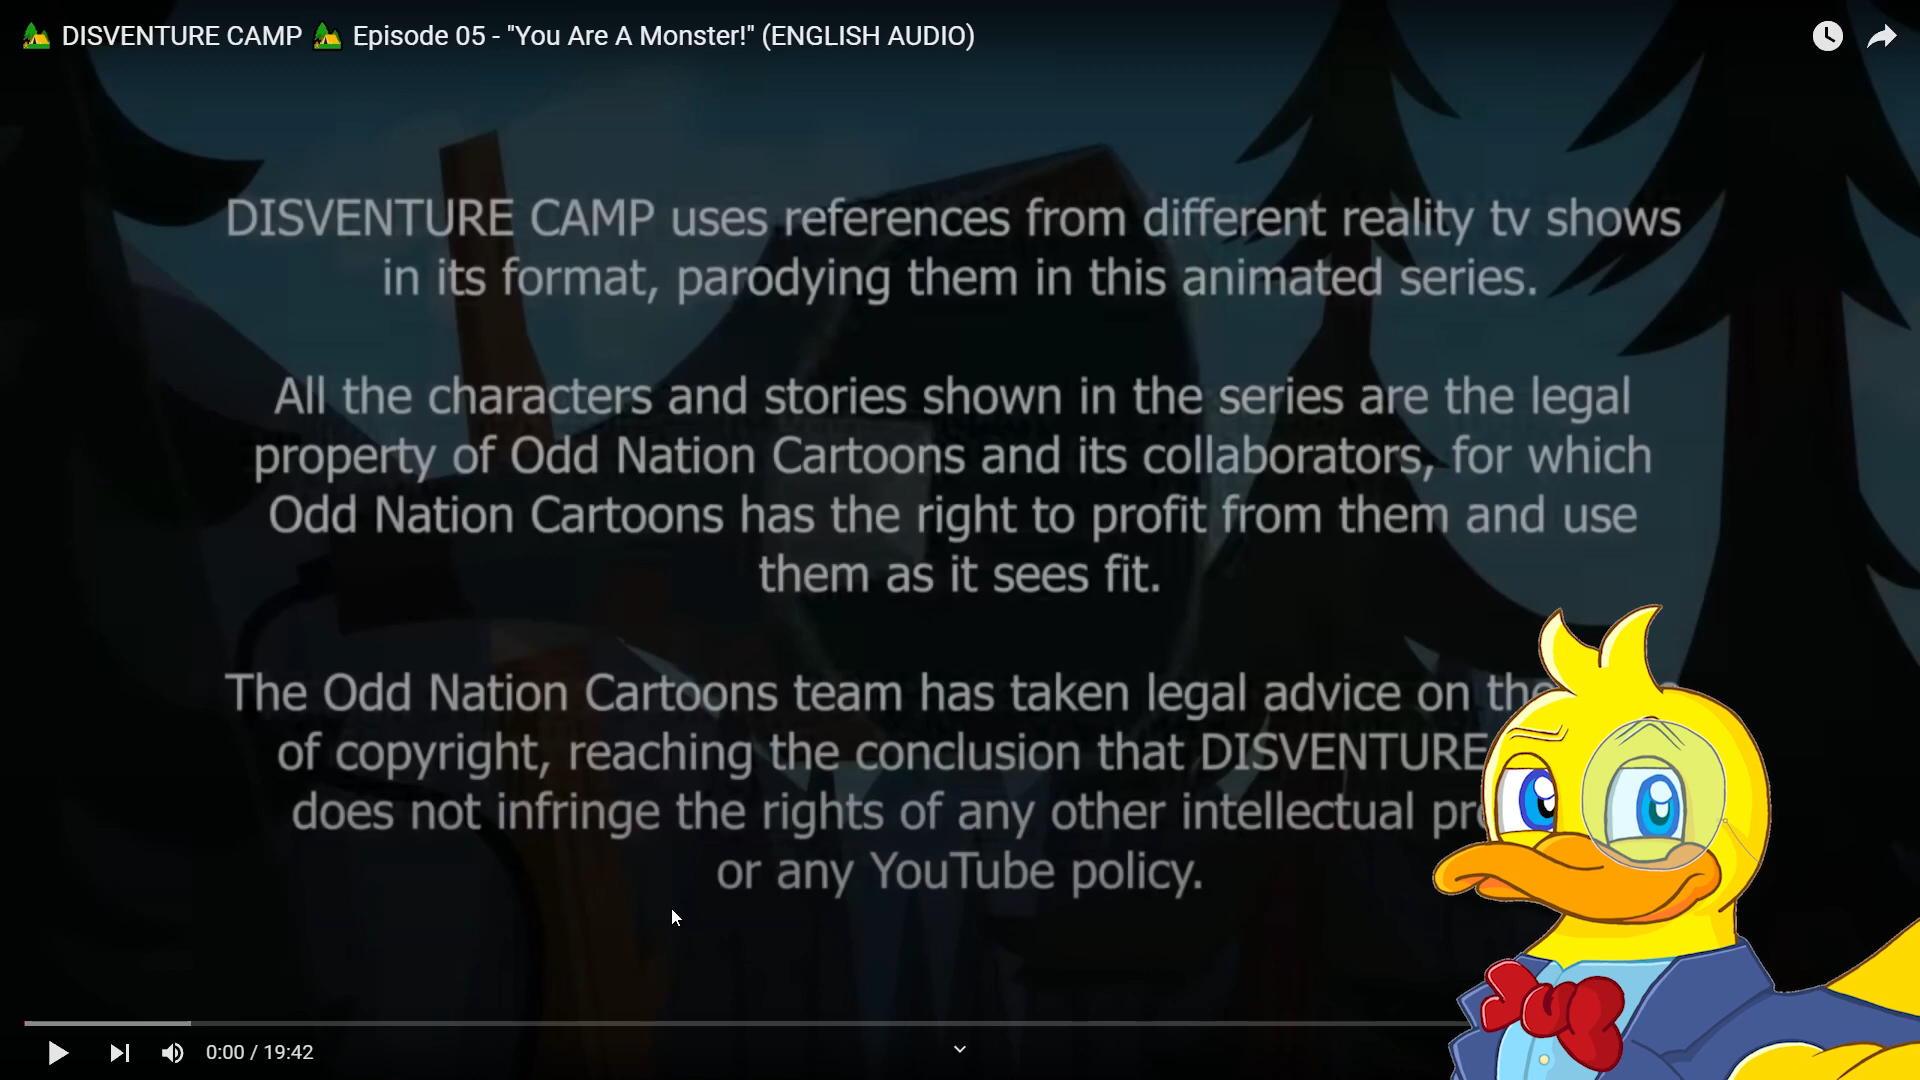 DISVENTURE CAMP Episode 05 - "You Are A Monster!" (ENGLISH AUDIO)
DISVENTURE CAMP uses references from different reality tv shows
in its format, parodying them in this animated series.
All the characters and stories shown in the series are the legal
property of Odd Nation Cartoons and its collaborators, for which
Odd Nation Cartoons has the right to profit from them and use
them as it sees fit.
The Odd Nation Cartoons team has taken legal advice on the
of copyright, reaching the conclusion that DISVENTURE
does not infringe the rights of any other intellectual
or any YouTube policy.
0:00 / 19:42